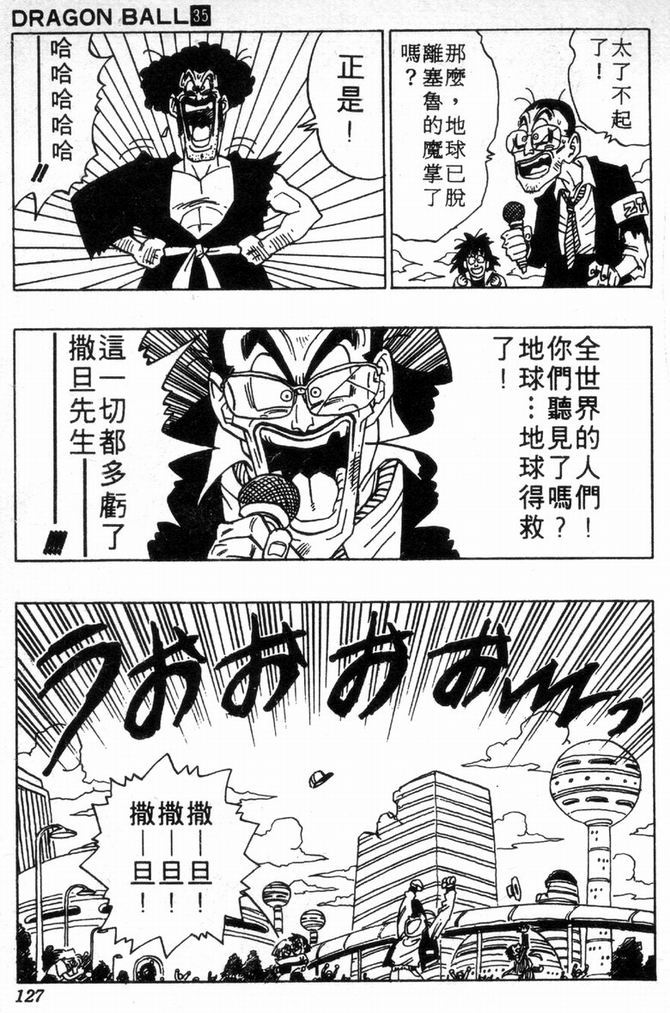 DRAGON BALL 35
太了不起
了！
那麼，地球已脫
離塞魯的魔掌了
嗎？
正是！
哈哈哈哈哈
全世界的人們！
你們聽見了嗎？
地球…地球得救
了！
這一切都多虧了
撒旦先生——
うおおおお〰っ
撒—旦！
撒—旦！
撒—旦！
127